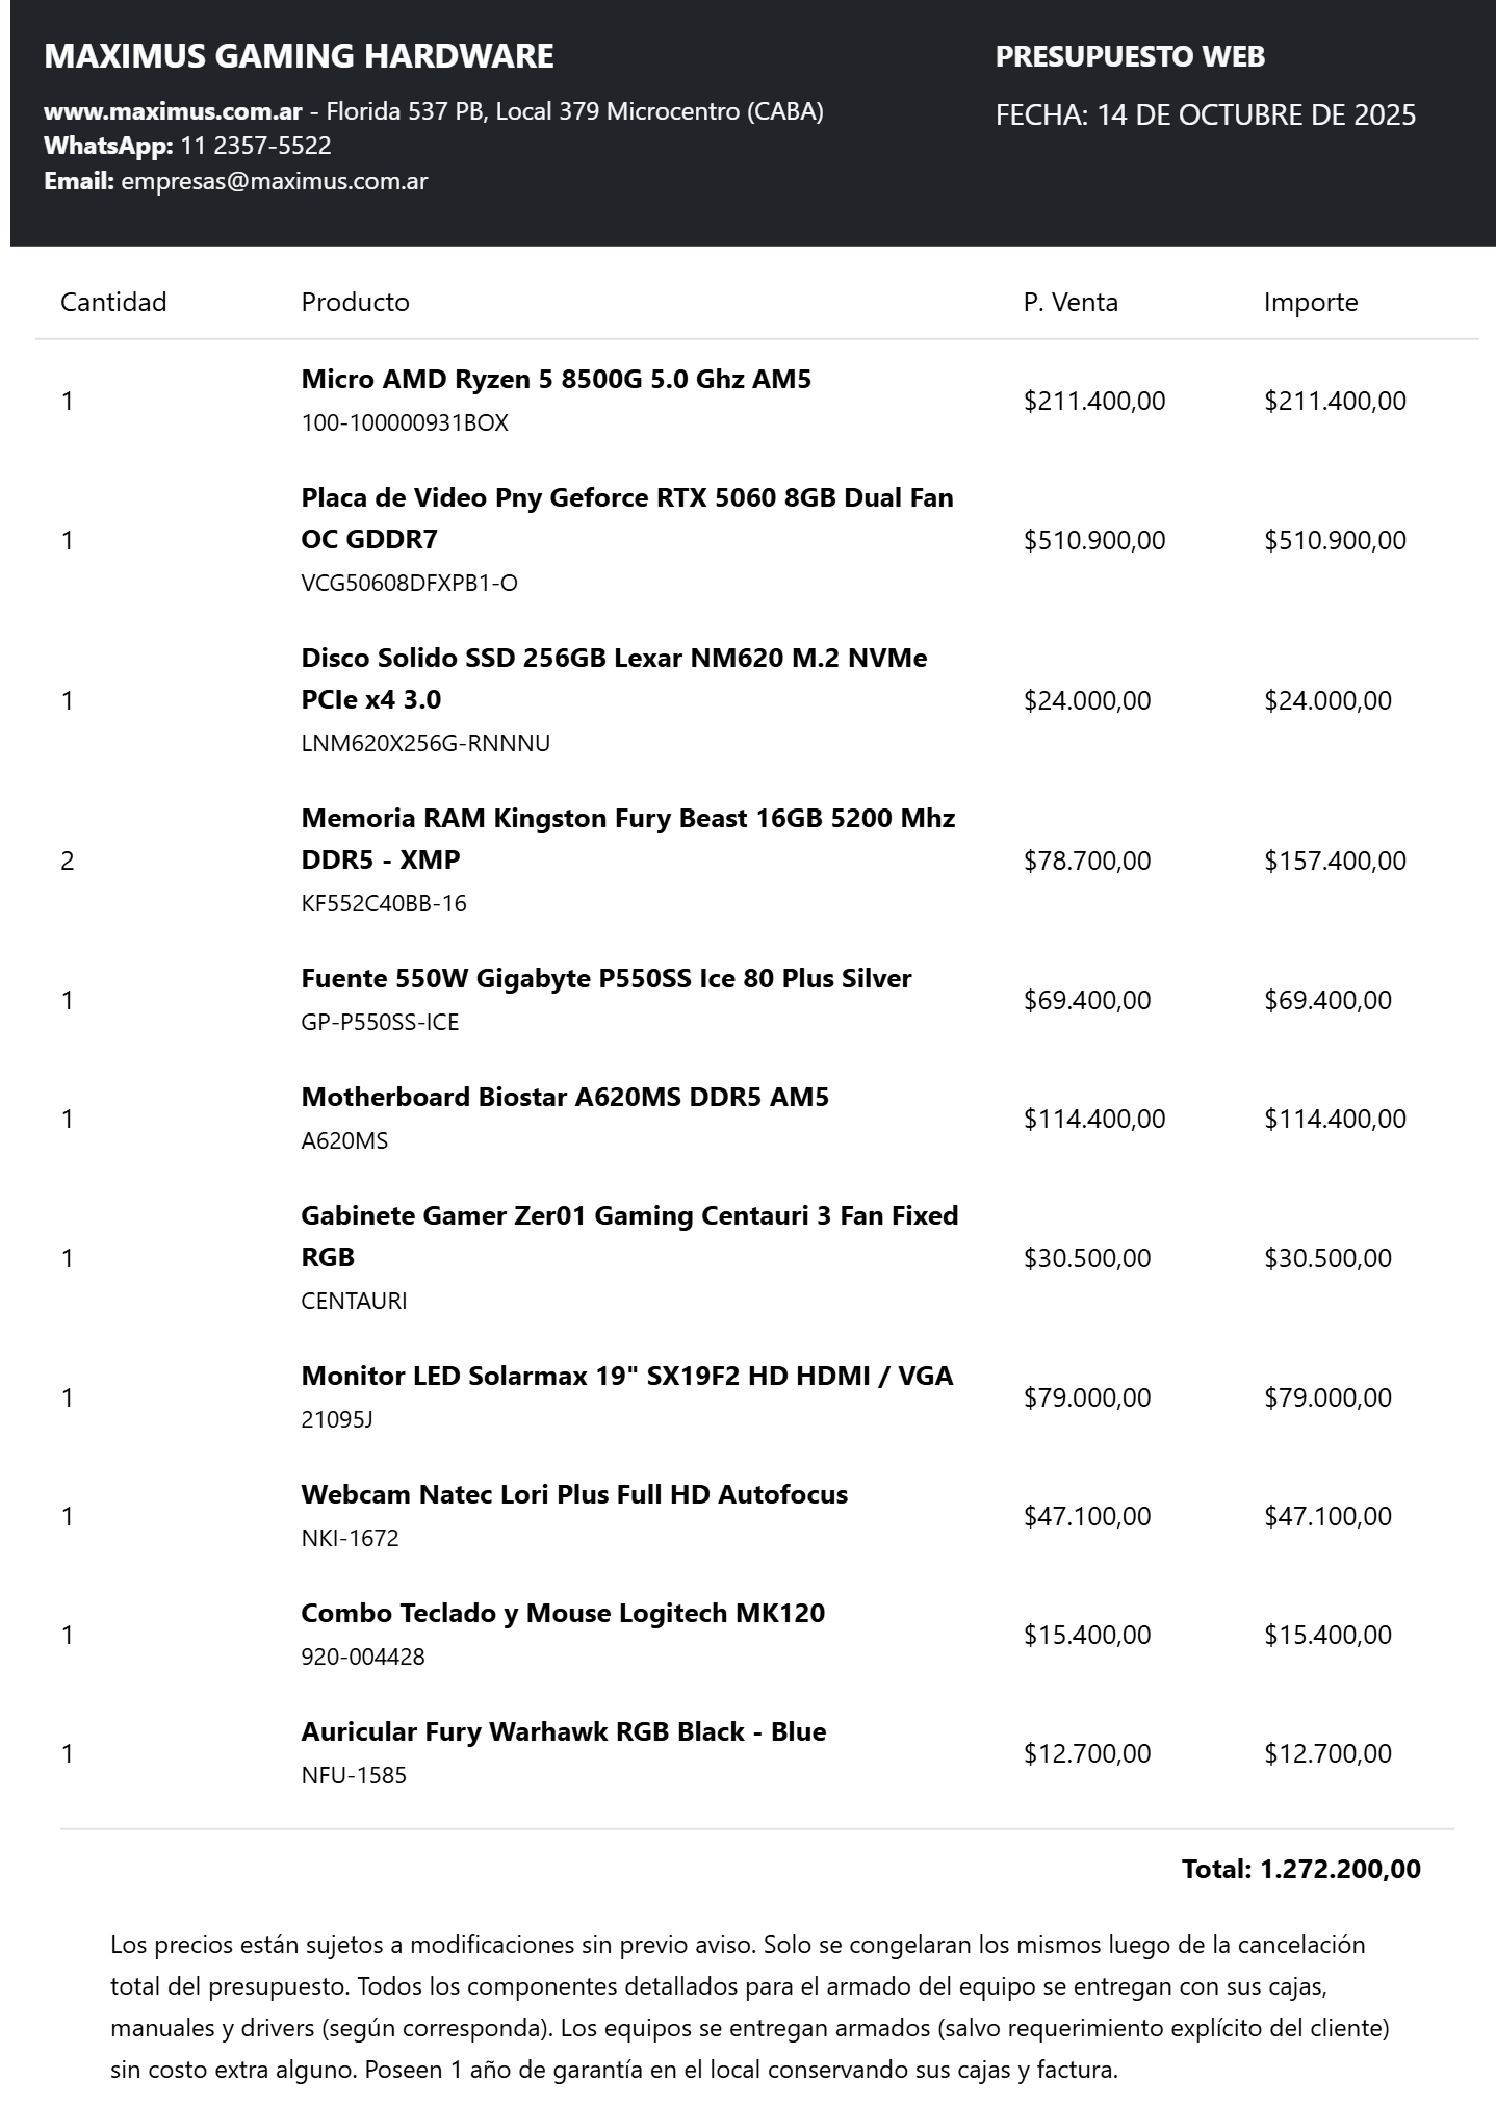 MAXIMUS GAMING HARDWARE
www.maximus.com.ar - Florida 537 PB, Local 379 Microcentro (CABA)
WhatsApp: 11 2357-5522
Email: empresas@maximus.com.ar
PRESUPUESTO WEB
FECHA: 14 DE OCTUBRE DE 2025
Cantidad Producto P. Venta Importe
Micro AMD Ryzen 5 8500G 5.0 Ghz AM5
1 $211.400,00 $211.400,00
100-100000931BOX
Placa de Video Pny Geforce RTX 5060 8GB Dual Fan
1 OC GDDR7 $510.900,00 $510.900,00
VCG50608DFXPB1-O
Disco Solido SSD 256GB Lexar NM620 M.2 NVMe
1 PCIe x4 3.0 $24.000,00 $24.000,00
LNM620X256G-RNNNU
Memoria RAM Kingston Fury Beast 16GB 5200 Mhz
2 DDR5 - XMP $78.700,00 $157.400,00
KF552C40BB-16
Fuente 550W Gigabyte P550SS Ice 80 Plus Silver
1 $69.400,00 $69.400,00
GP-P550SS-ICE
Motherboard Biostar A620MS DDR5 AM5
1 $114.400,00 $114.400,00
A620MS
Gabinete Gamer Zer01 Gaming Centauri 3 Fan Fixed
1 RGB $30.500,00 $30.500,00
CENTAURI
Monitor LED Solarmax 19" SX19F2 HD HDMI / VGA
1 $79.000,00 $79.000,00
21095J
Webcam Natec Lori Plus Full HD Autofocus
1 $47.100,00 $47.100,00
NKI-1672
Combo Teclado y Mouse Logitech MK120
1 $15.400,00 $15.400,00
920-004428
Auricular Fury Warhawk RGB Black - Blue
1 $12.700,00 $12.700,00
NFU-1585
Total: 1.272.200,00
Los precios están sujetos a modificaciones sin previo aviso. Solo se congelaran los mismos luego de la cancelación
total del presupuesto. Todos los componentes detallados para el armado del equipo se entregan con sus cajas,
manuales y drivers (según corresponda). Los equipos se entregan armados (salvo requerimiento explícito del cliente)
sin costo extra alguno. Poseen 1 año de garantía en el local conservando sus cajas y factura.